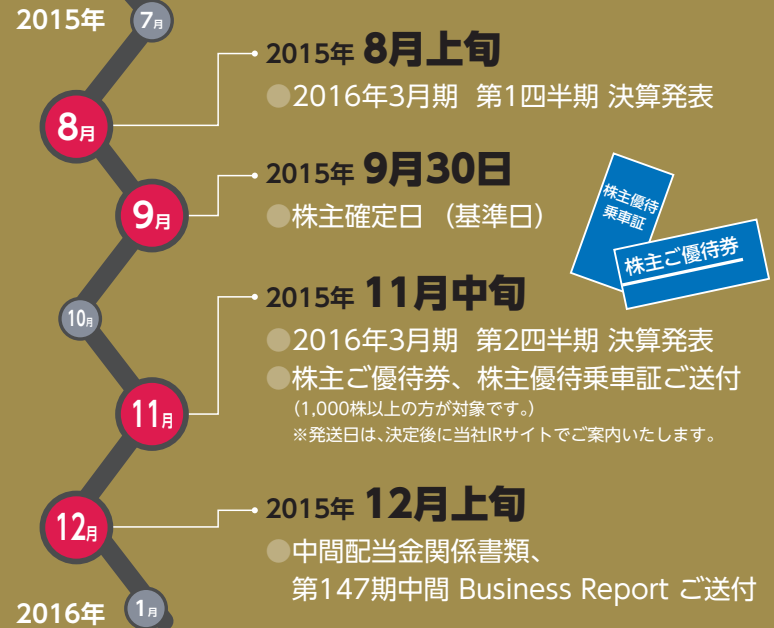 2015年
7月
2015年 8月上旬
●2016年3月期 第1四半期 決算発表
8月
2015年 9月30日
●株主確定日 （基準日）
9月
株主優待
乗車証
株主ご優待券
10月
2015年 11月中旬
●2016年3月期 第2四半期 決算発表
●株主ご優待券、株主優待乗車証ご送付
（1,000株以上の方が対象です。）
※発送日は、決定後に当社IRサイトでご案内いたします。
11月
2015年 12月上旬
●中間配当金関係書類、
第147期中間 Business Report ご送付
12月
2016年
1月